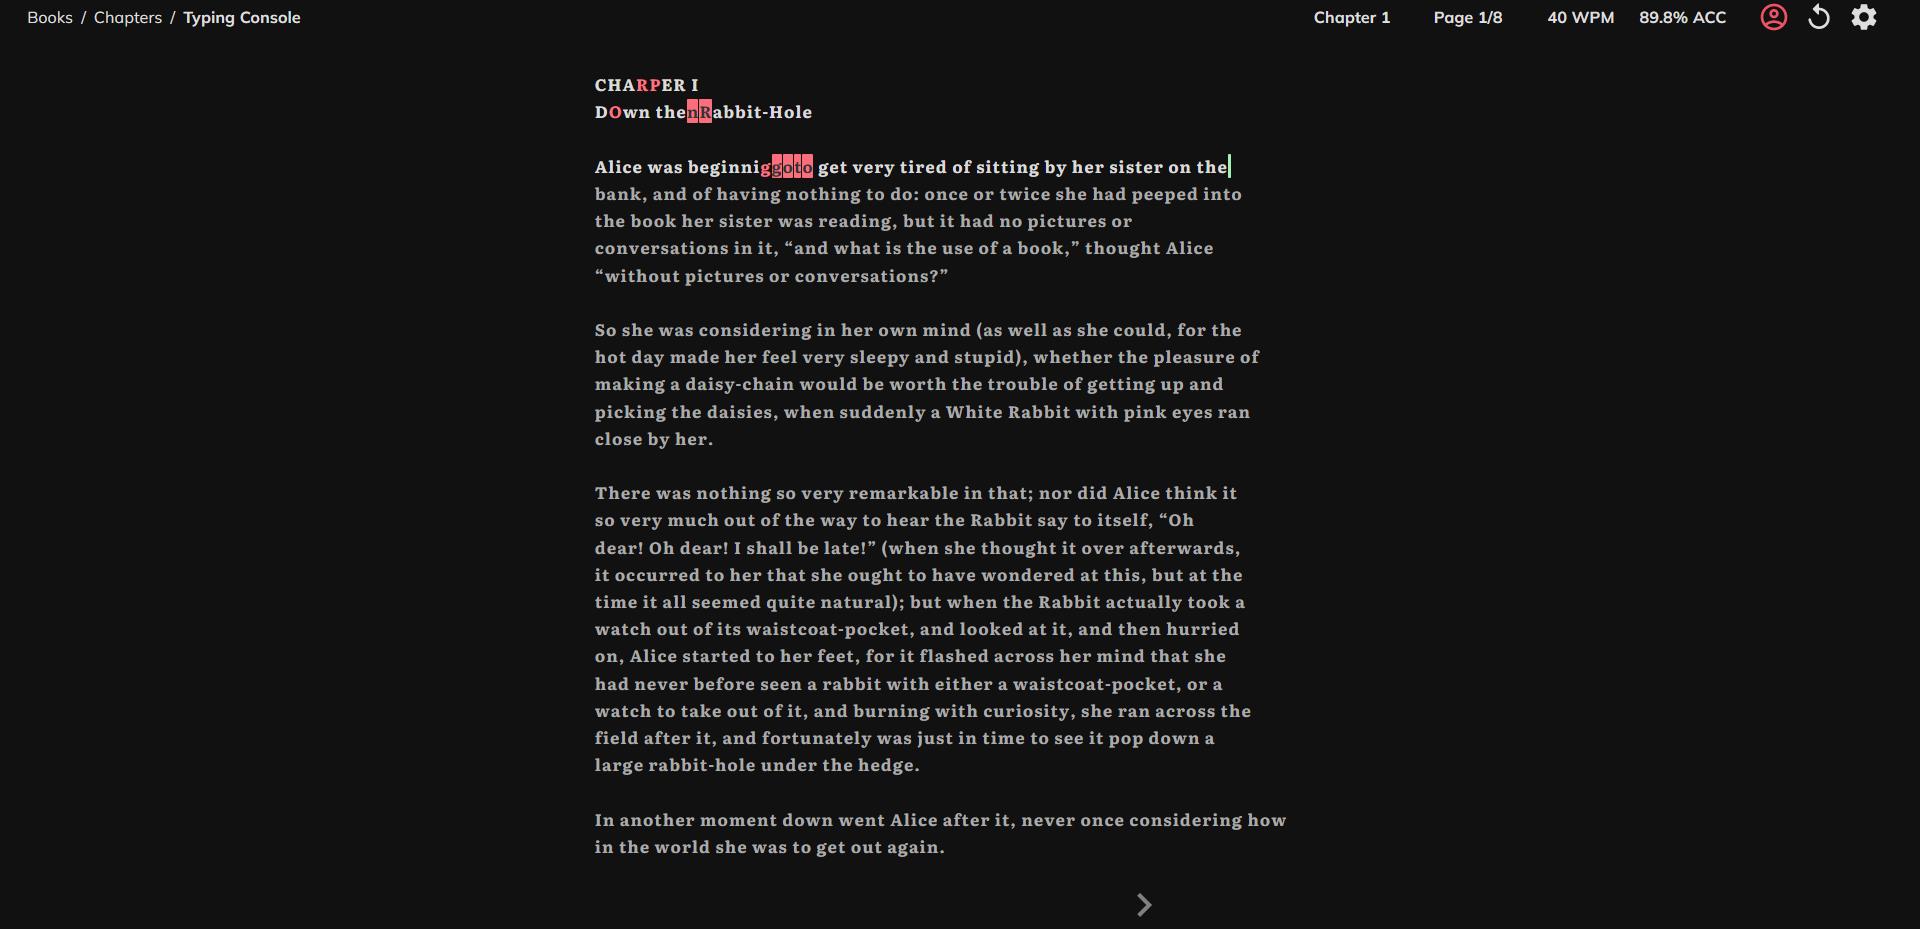 Books / Chapters / Typing Console
Chapter 1 Page 1/8 40 WPM 89.8% ACC
CHARPER I
DOwn thenRabbit-Hole
Alice was beginniggoto get very tired of sitting by her sister on the
bank, and of having nothing to do: once or twice she had peeped into
the book her sister was reading, but it had no pictures or
conversations in it, “and what is the use of a book,” thought Alice
“without pictures or conversations?”
So she was considering in her own mind (as well as she could, for the
hot day made her feel very sleepy and stupid), whether the pleasure of
making a daisy-chain would be worth the trouble of getting up and
picking the daisies, when suddenly a White Rabbit with pink eyes ran
close by her.
There was nothing so very remarkable in that; nor did Alice think it
so very much out of the way to hear the Rabbit say to itself, “Oh
dear! Oh dear! I shall be late!” (when she thought it over afterwards,
it occurred to her that she ought to have wondered at this, but at the
time it all seemed quite natural); but when the Rabbit actually took a
watch out of its waistcoat-pocket, and looked at it, and then hurried
on, Alice started to her feet, for it flashed across her mind that she
had never before seen a rabbit with either a waistcoat-pocket, or a
watch to take out of it, and burning with curiosity, she ran across the
field after it, and fortunately was just in time to see it pop down a
large rabbit-hole under the hedge.
In another moment down went Alice after it, never once considering how
in the world she was to get out again.